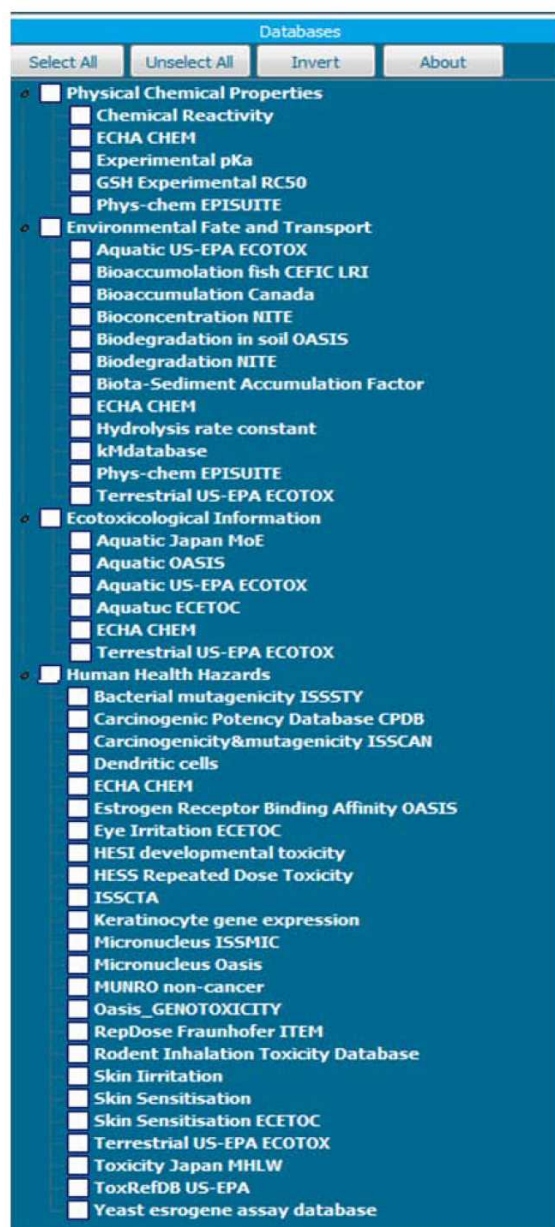 Databases
Select All Unselect All Invert About
Physical Chemical Properties
Chemical Reactivity
ECHA CHEM
Experimental pKa
GSH Experimental RC50
Phys-chem EPISUITE
Environmental Fate and Transport
Aquatic US-EPA ECOTOX
Bioaccumolation fish CEFIC LRI
Bioaccumulation Canada
Bioconcentration NITE
Biodegradation in soil OASIS
Biodegradation NITE
Biota-Sediment Accumulation Factor
ECHA CHEM
Hydrolysis rate constant
kMdatabase
Phys-chem EPISUITE
Terrestrial US-EPA ECOTOX
Ecotoxicological Information
Aquatic Japan MoE
Aquatic OASIS
Aquatic US-EPA ECOTOX
Aquatuc ECETOC
ECHA CHEM
Terrestrial US-EPA ECOTOX
Human Health Hazards
Bacterial mutagenicity ISSSTY
Carcinogenic Potency Database CPDB
Carcinogenicity&mutagenicity ISSCAN
Dendritic cells
ECHA CHEM
Estrogen Receptor Binding Affinity OASIS
Eye Irritation ECETOC
HESI developmental toxicity
HESS Repeated Dose Toxicity
ISSCTA
Keratinocyte gene expression
Micronucleus ISSMIC
Micronucleus Oasis
MUNRO non-cancer
Oasis_GENOTOXICITY
RepDose Fraunhofer ITEM
Rodent Inhalation Toxicity Database
Skin Iirritation
Skin Sensitisation
Skin Sensitisation ECETOC
Terrestrial US-EPA ECOTOX
Toxicity Japan MHLW
ToxRefDB US-EPA
Yeast esrogene assay database